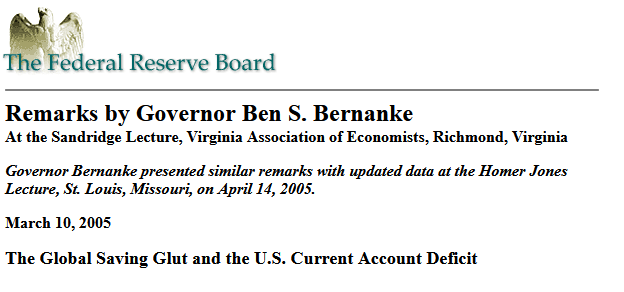 The Federal Reserve Board
Remarks by Governor Ben S. Bernanke
At the Sandridge Lecture, Virginia Association of Economists, Richmond, Virginia
Governor Bernanke presented similar remarks with updated data at the Homer Jones
Lecture, St. Louis, Missouri, on April 14, 2005.
March 10, 2005
The Global Saving Glut and the U.S. Current Account Deficit